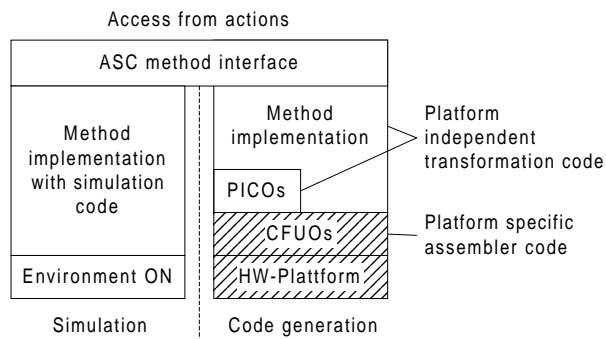 Access from actions
ASC method interface
Method
implementation
with simulation
code
Environment ON
Simulation
Method
implementation
PICOs
CFUOs
HW-Plattform
Code generation
Platform
independent
transformation code
Platform specific
assembler code